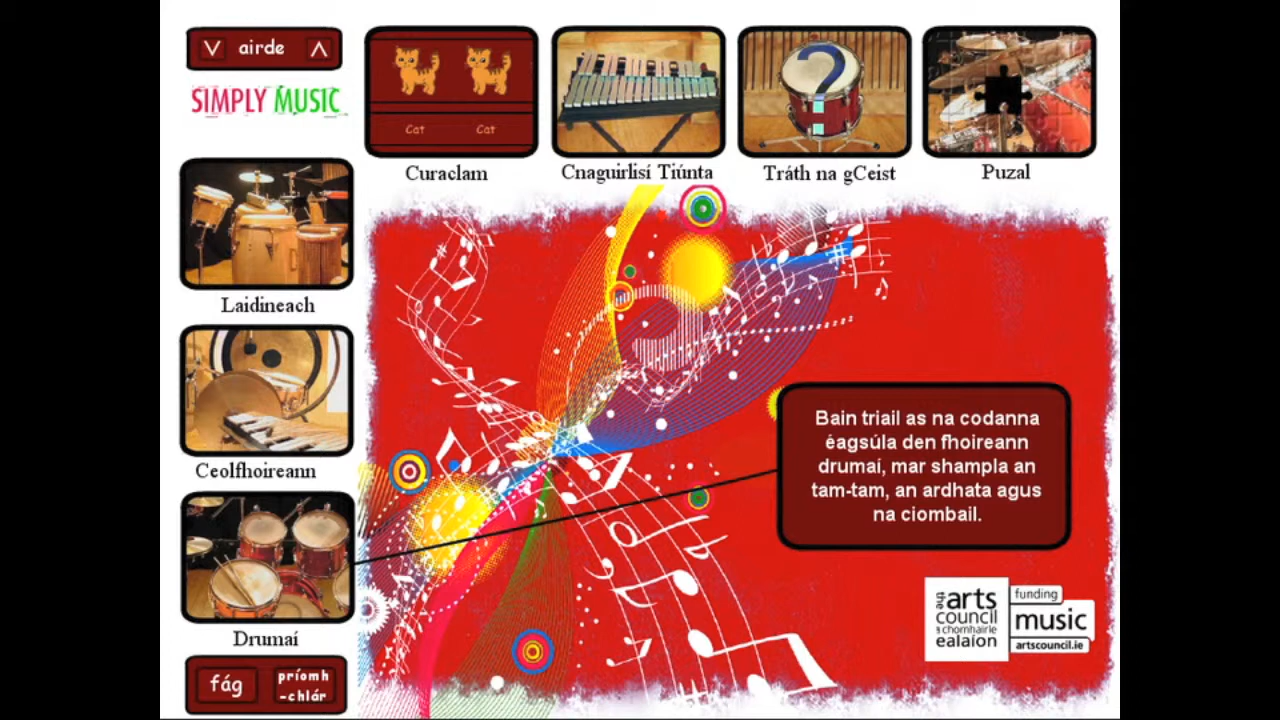 airde
SIMPLY MUSIC
Cat Cat
?
Curaclam
Cnaguirlisí Tiúnta
Tráth na gCeist
Puzal
Laidineach
Ceolfhoireann
Drumaí
Bain triail as na codanna
éagsúla den fhoireann
drumaí, mar shampla an
tam-tam, an ardhata agus
na ciombail.
fág
príomh
-chlár
the arts
council
a chomhairle
ealaíon
funding
music
artscouncil.ie